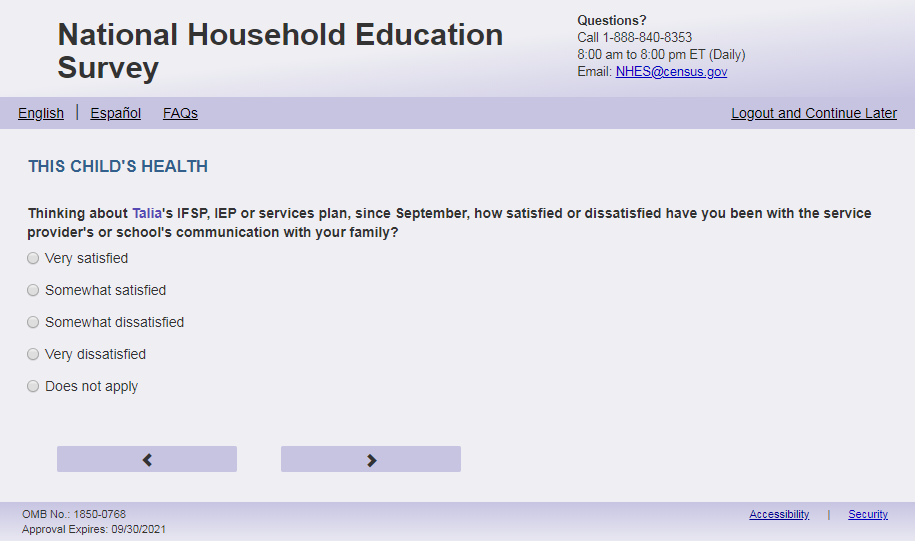 National Household Education
Survey
Questions?
Call 1-888-840-8353
8:00 am to 8:00 pm ET (Daily)
Email: NHES@census.gov
English | Español FAQs
Logout and Continue Later
THIS CHILD'S HEALTH
Thinking about Talia's IFSP, IEP or services plan, since September, how satisfied or dissatisfied have you been with the service
provider's or school's communication with your family?
Very satisfied
Somewhat satisfied
Somewhat dissatisfied
Very dissatisfied
Does not apply
OMB No.: 1850-0768
Approval Expires: 09/30/2021
Accessibility | Security